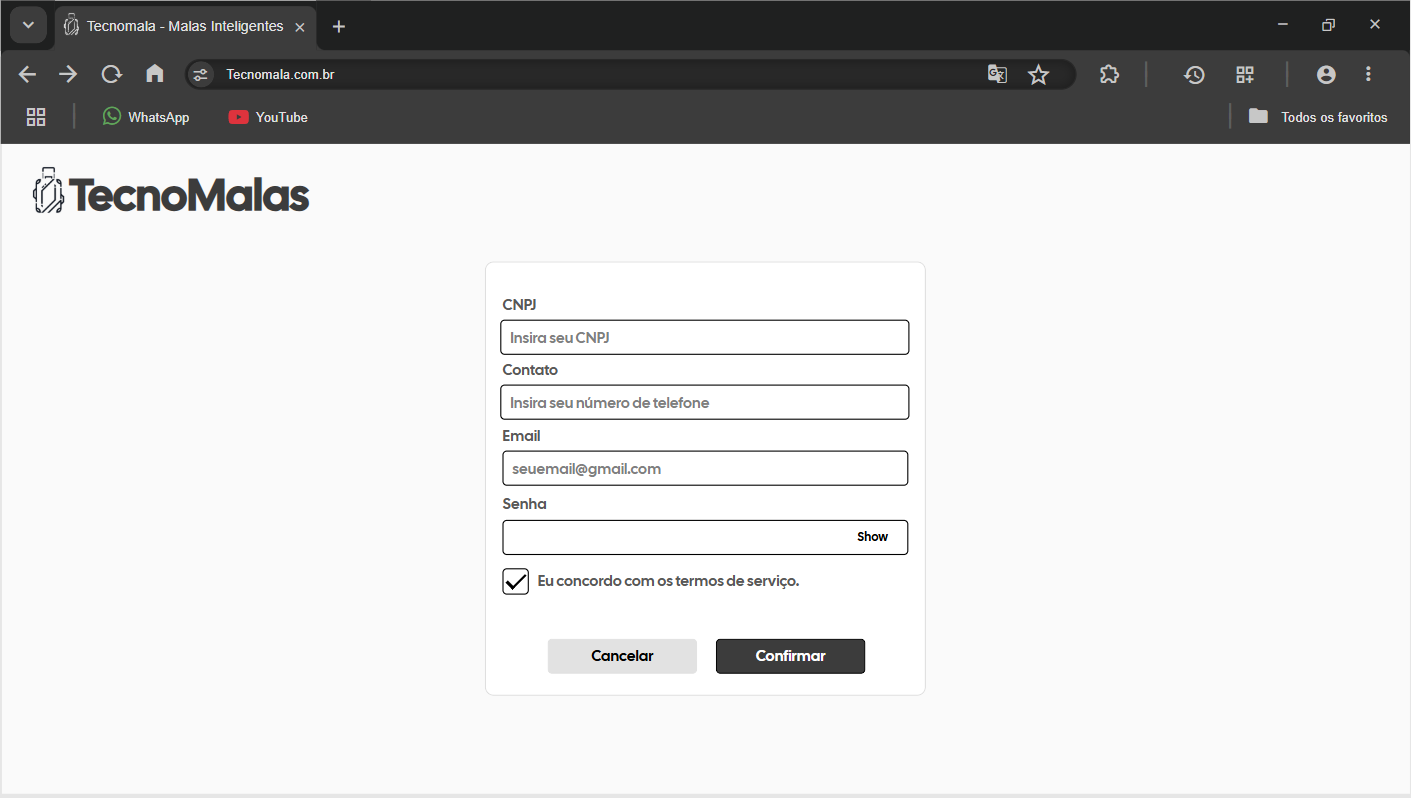 Tecnomala - Malas Inteligentes
Tecnomala.com.br
WhatsApp
YouTube
Todos os favoritos
TecnoMalas
CNPJ
Insira seu CNPJ
Contato
Insira seu número de telefone
Email
seuemail@gmail.com
Senha
Show
Eu concordo com os termos de serviço.
Cancelar
Confirmar